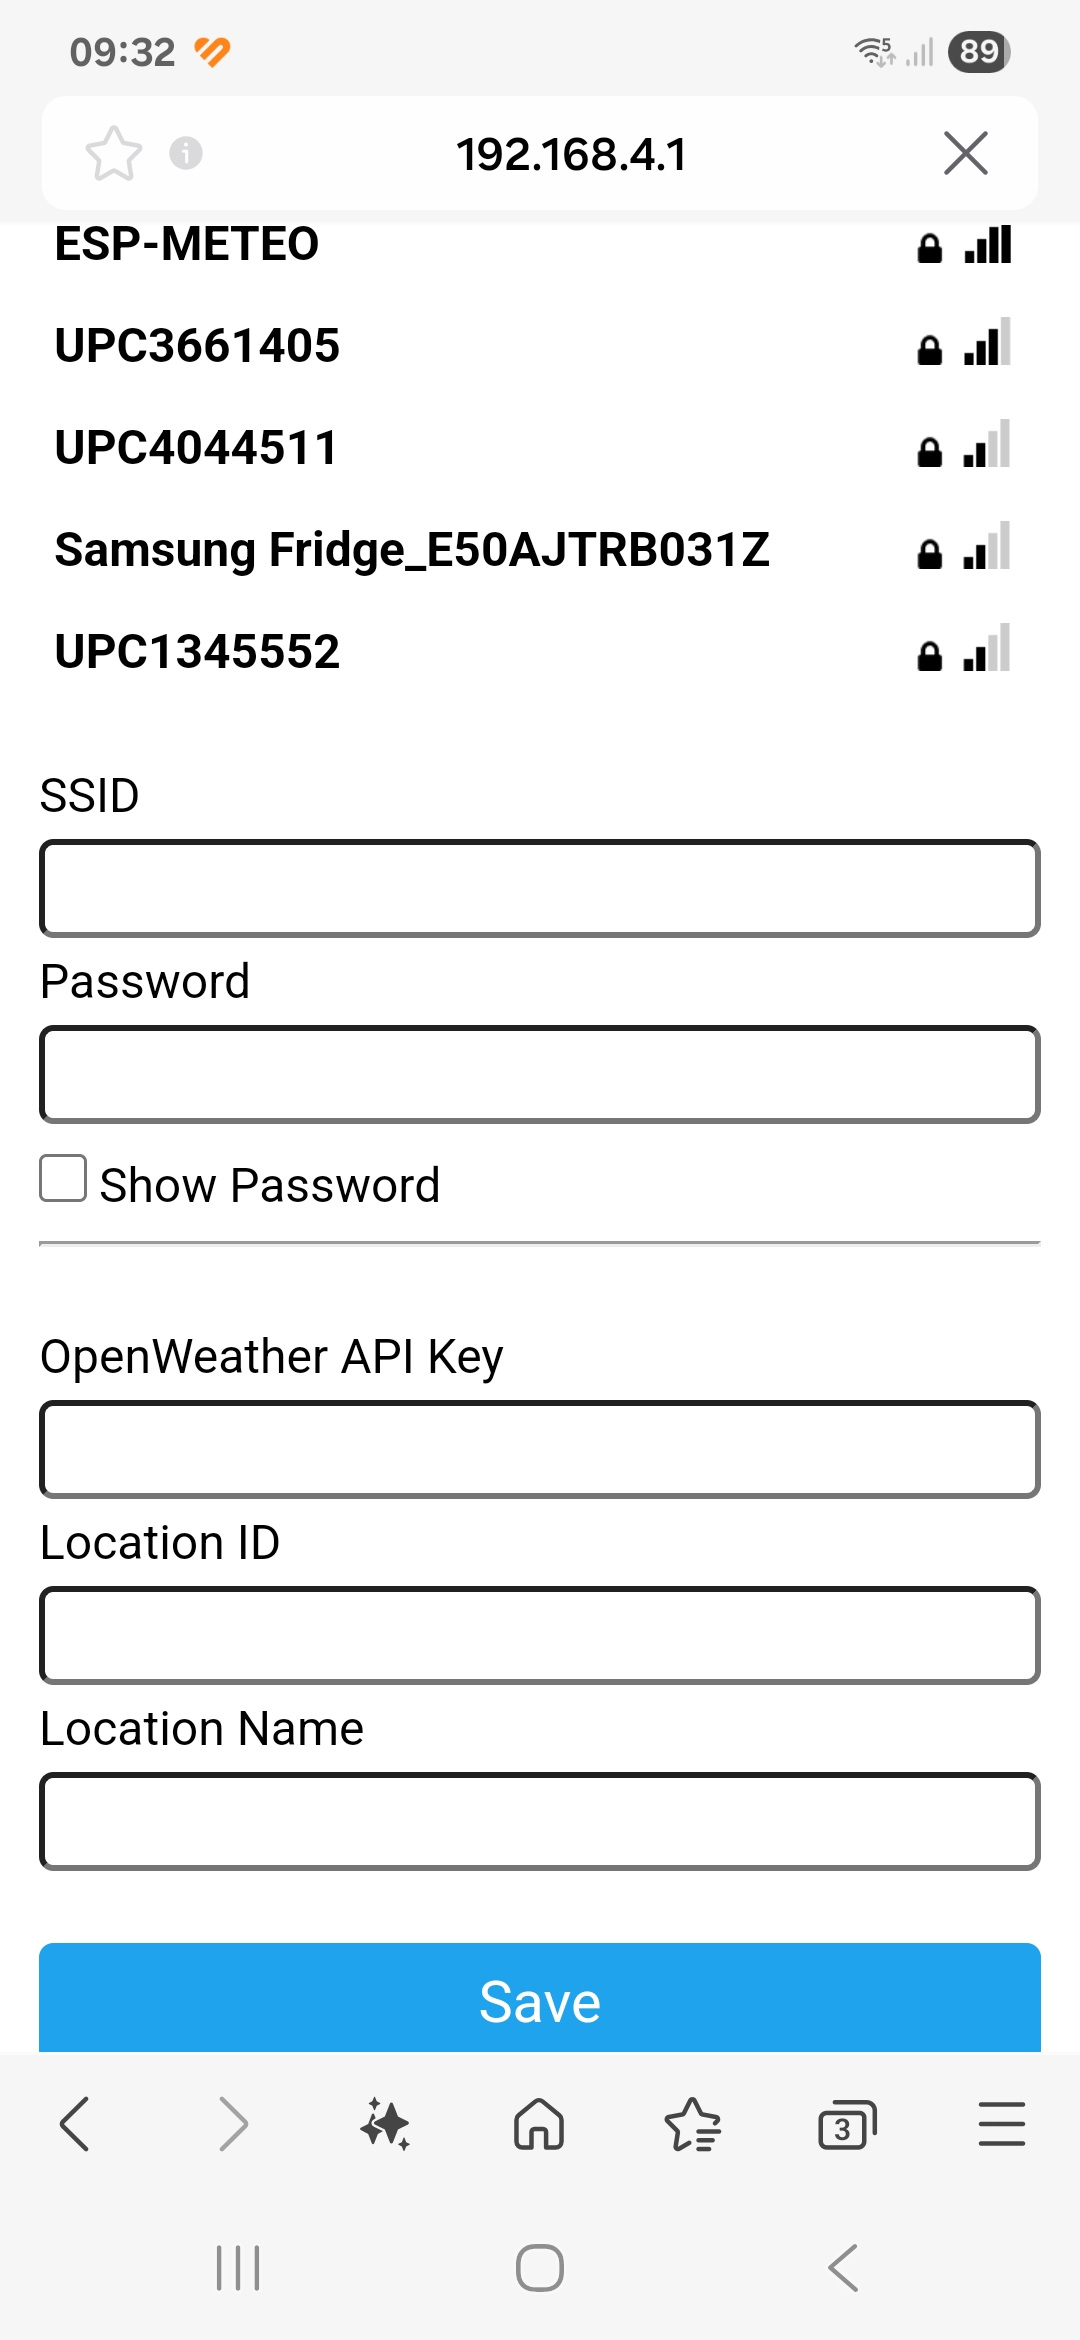 09:32
5
89
192.168.4.1
ESP-METEO
UPC3661405
UPC4044511
Samsung Fridge_E50AJTRB031Z
UPC1345552
SSID
Password
Show Password
OpenWeather API Key
Location ID
Location Name
Save
3